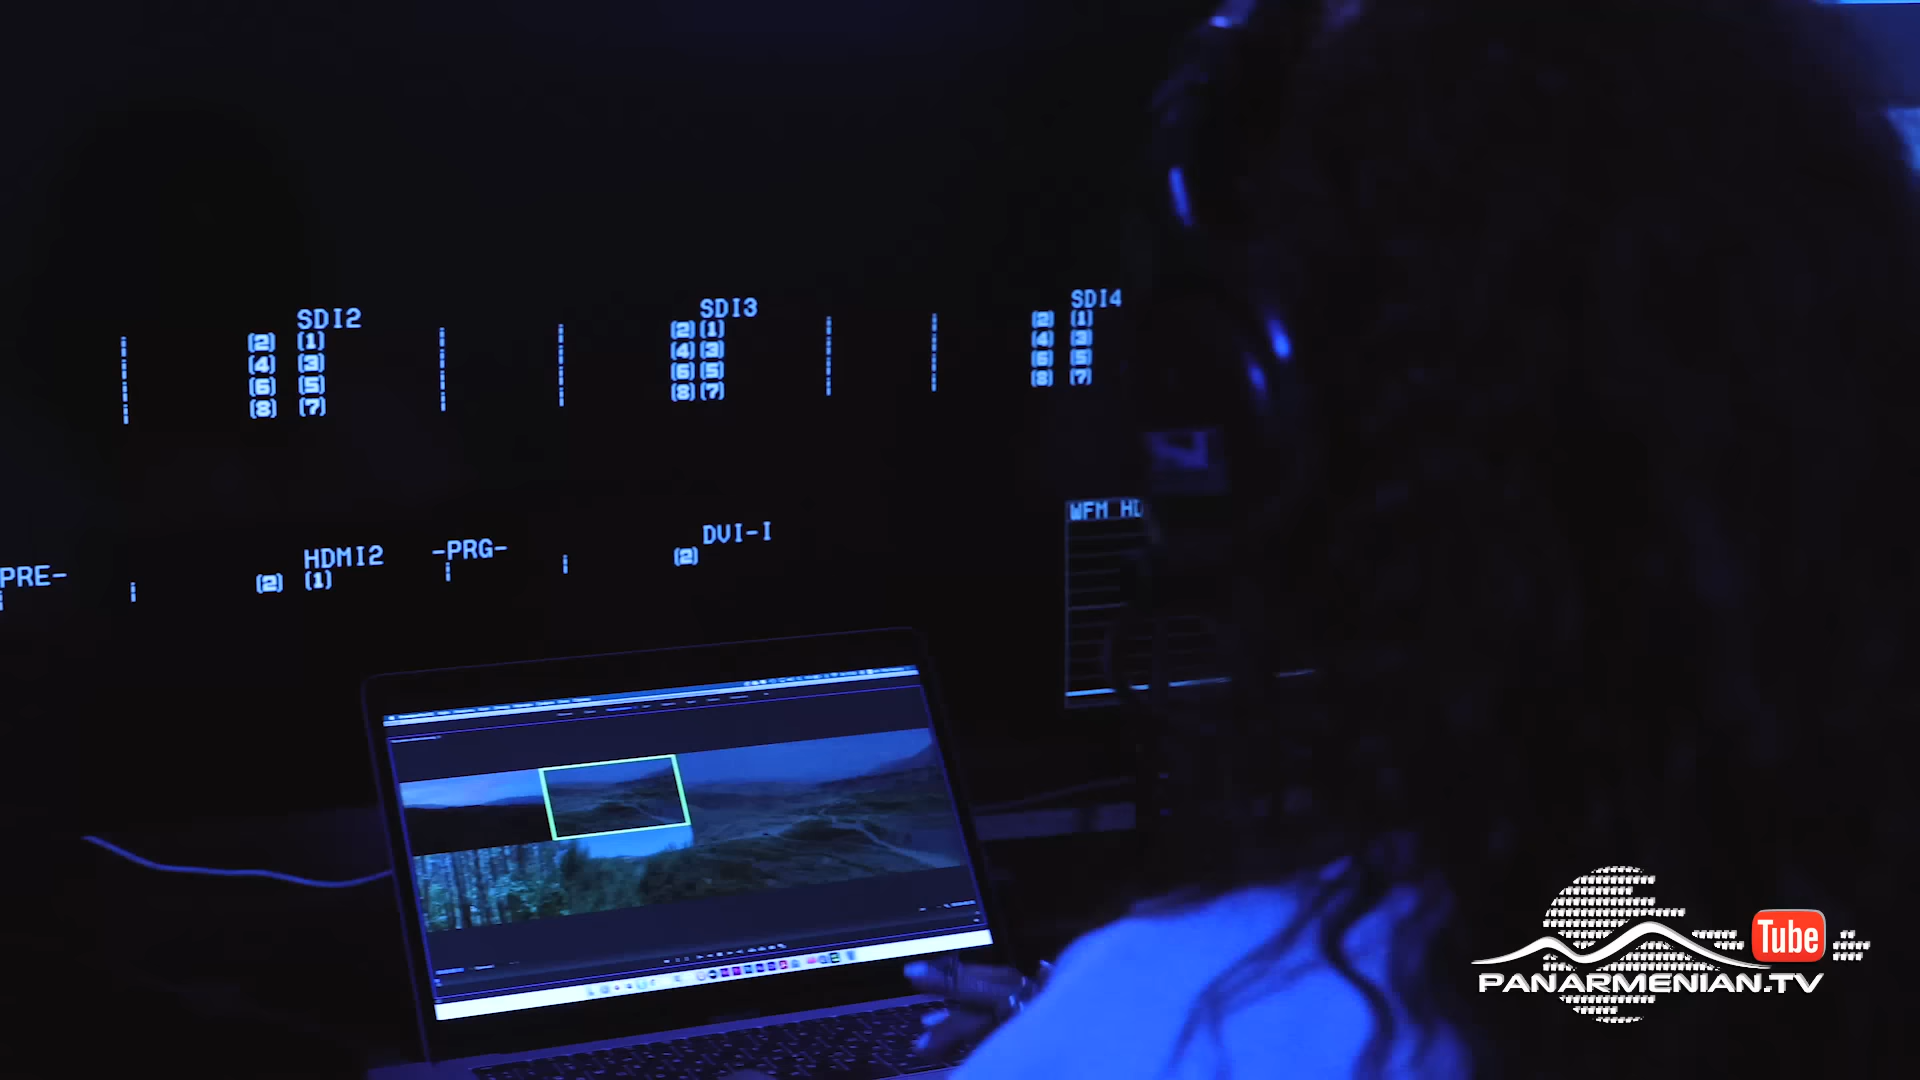 SDI2
SDI3
SDI4
(2) (1)
(4) (3)
(6) (5)
(8) (7)
(2) (1)
(4) (3)
(6) (5)
(8) (7)
(2) (1)
(4) (3)
(6) (5)
(8) (7)
PRE-
HDMI2
(2) (1)
-PRG-
DVI-I
(2)
WFM HD
Tube
PANARMENIAN.TV